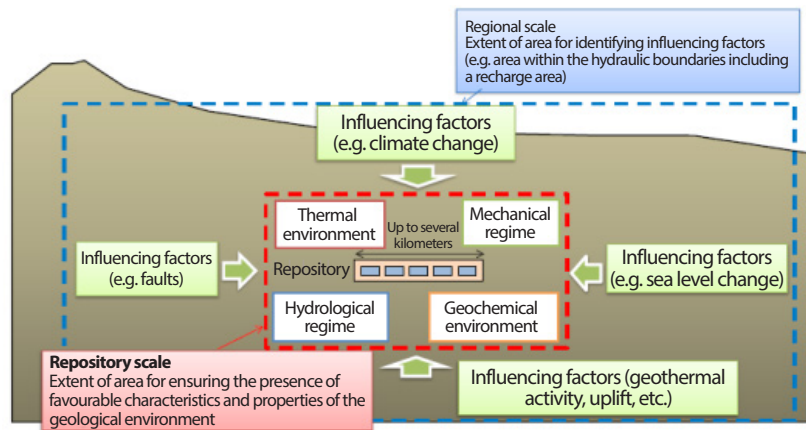 Regional scale
Extent of area for identifying influencing factors
(e.g. area within the hydraulic boundaries including
a recharge area)
Influencing factors
(e.g. climate change)
Thermal
environment
Mechanical
regime
Up to several
kilometers
Influencing factors
(e.g. faults)
Repository
Influencing factors
(e.g. sea level change)
Hydrological
regime
Geochemical
environment
Repository scale
Extent of area for ensuring the presence of
favourable characteristics and properties of the
geological environment
Influencing factors (geothermal
activity, uplift, etc.)